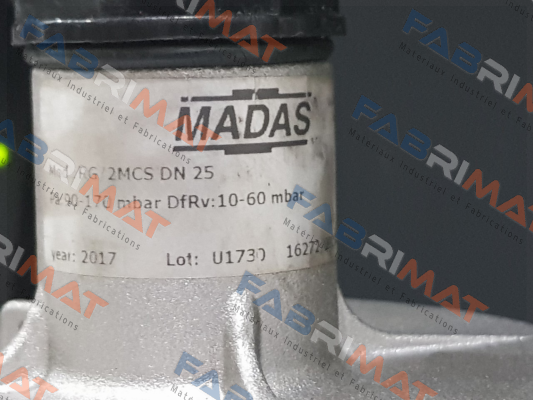 MADAS
RG/2MCS DN 25
90-170 mbar DfRv:10-60 mbar
year: 2017 Lot: U1730 16272
FABRIMAT
Matériaux Industriel et Fabrications